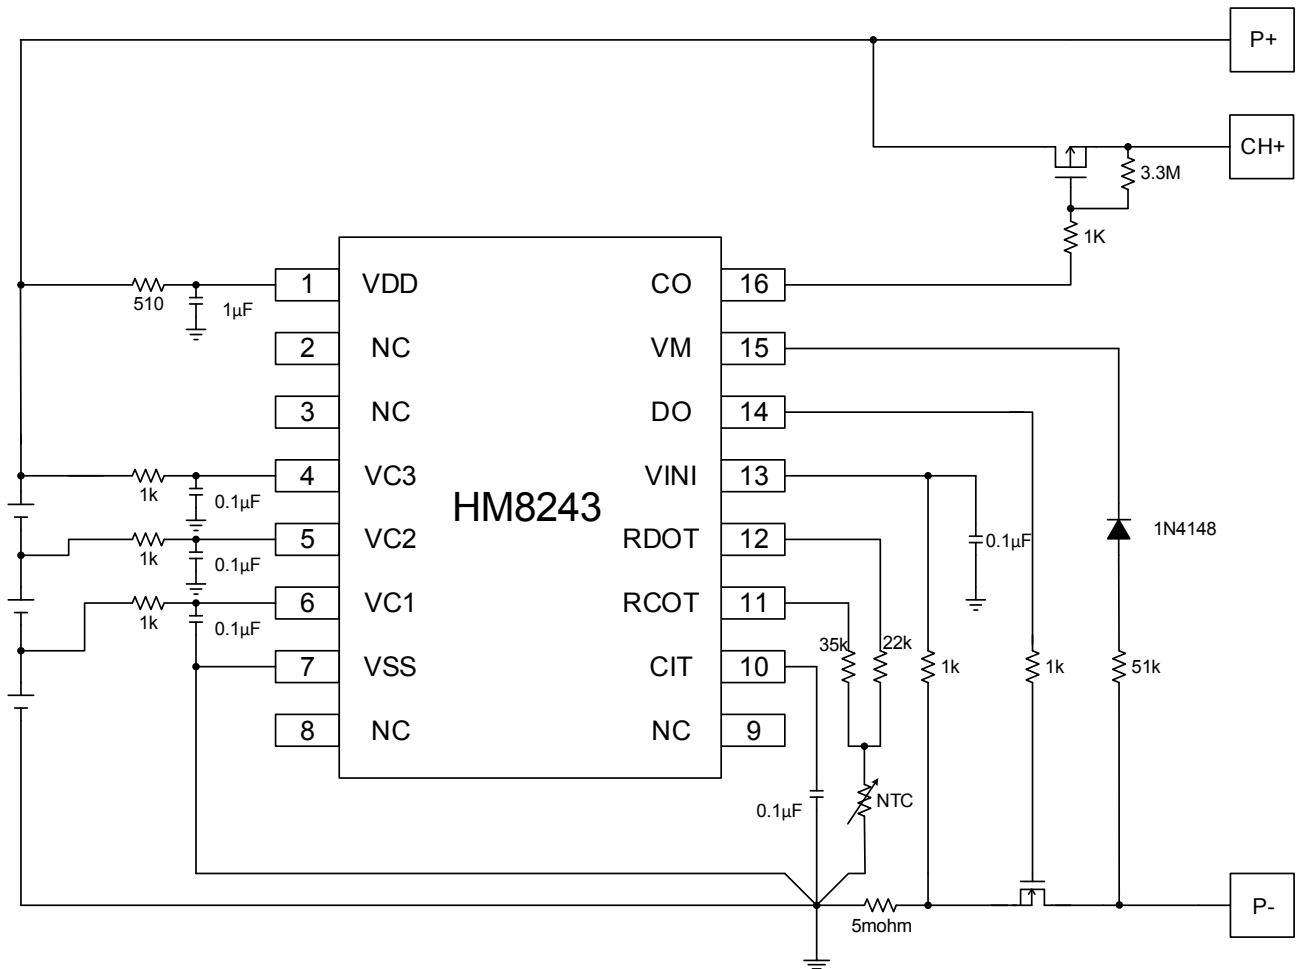 P+
CH+
3.3M
1K
1 VDD CO 16
510
1µF
2 NC VM 15
3 NC DO 14
4 VC3 VINI 13
1k
0.1µF
HM8243
1N4148
5 VC2 RDOT 12
0.1µF
1k
0.1µF
6 VC1 RCOT 11
1k
0.1µF
35k
22k
7 VSS CIT 10
1k
1k
51k
8 NC NC 9
0.1µF
NTC
5mohm
P-